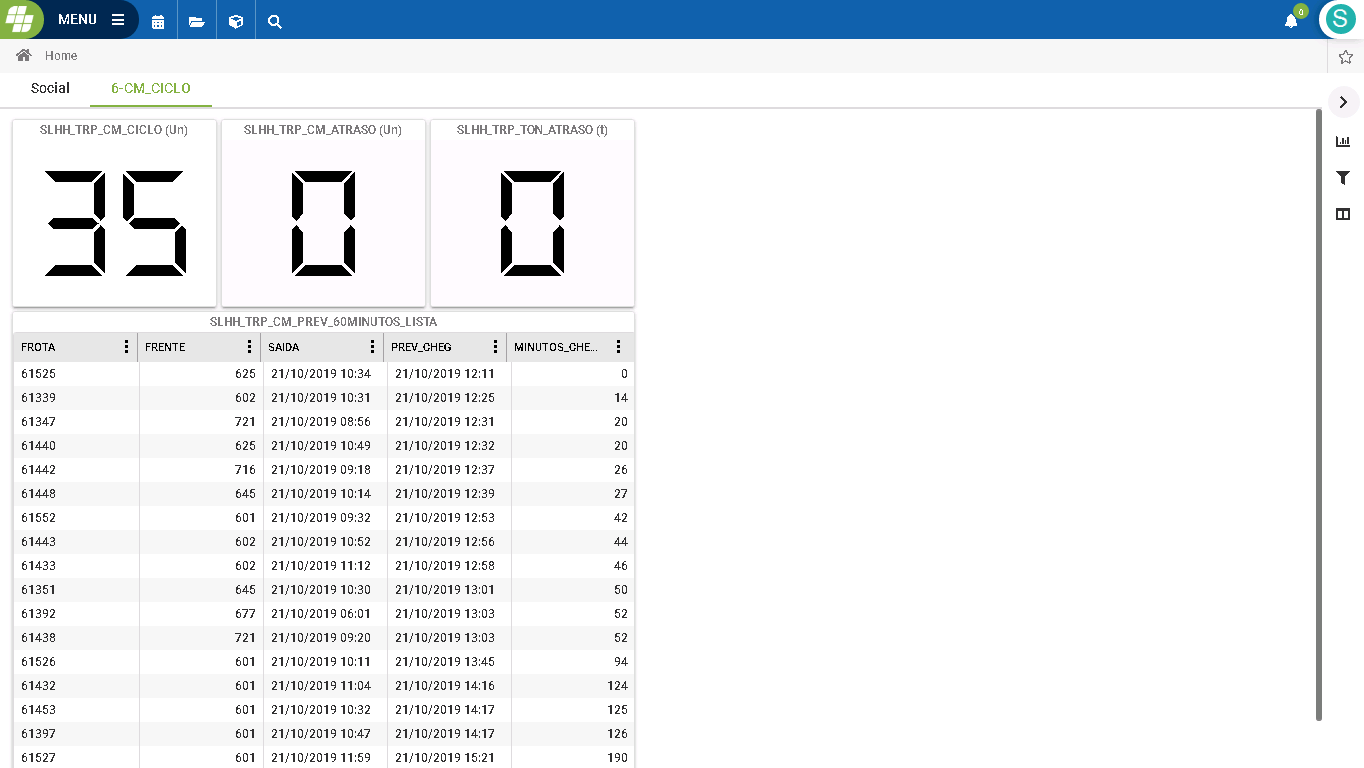 MENU
0
S
Home
Social 6-CM_CICLO
SLHH_TRP_CM_CICLO (Un) SLHH_TRP_CM_ATRASO (Un) SLHH_TRP_TON_ATRASO (t)
35 0 0
SLHH_TRP_CM_PREV_60MINUTOS_LISTA
FROTA FRENTE SAIDA PREV_CHEG MINUTOS_CHE...
61525 625 21/10/2019 10:34 21/10/2019 12:11 0
61339 602 21/10/2019 10:31 21/10/2019 12:25 14
61347 721 21/10/2019 08:56 21/10/2019 12:31 20
61440 625 21/10/2019 10:49 21/10/2019 12:32 20
61442 716 21/10/2019 09:18 21/10/2019 12:37 26
61448 645 21/10/2019 10:14 21/10/2019 12:39 27
61552 601 21/10/2019 09:32 21/10/2019 12:53 42
61443 602 21/10/2019 10:52 21/10/2019 12:56 44
61433 602 21/10/2019 11:12 21/10/2019 12:58 46
61351 645 21/10/2019 10:30 21/10/2019 13:01 50
61392 677 21/10/2019 06:01 21/10/2019 13:03 52
61438 721 21/10/2019 09:20 21/10/2019 13:03 52
61526 601 21/10/2019 10:11 21/10/2019 13:45 94
61432 601 21/10/2019 11:04 21/10/2019 14:16 124
61453 601 21/10/2019 10:32 21/10/2019 14:17 125
61397 601 21/10/2019 10:47 21/10/2019 14:17 126
61527 601 21/10/2019 11:59 21/10/2019 15:21 190